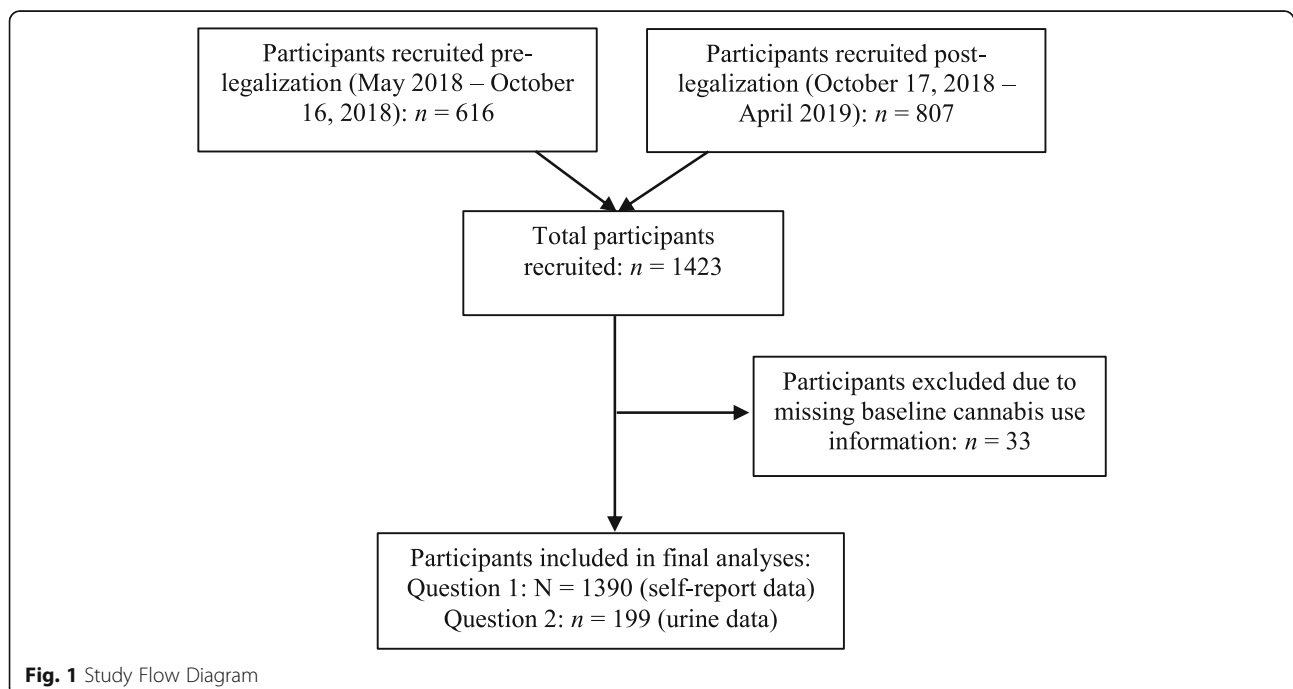 Participants recruited pre-
legalization (May 2018 – October
16, 2018): n = 616
Participants recruited post-
legalization (October 17, 2018 –
April 2019): n = 807
Total participants
recruited: n = 1423
Participants excluded due to
missing baseline cannabis use
information: n = 33
Participants included in final analyses:
Question 1: N = 1390 (self-report data)
Question 2: n = 199 (urine data)
Fig. 1 Study Flow Diagram